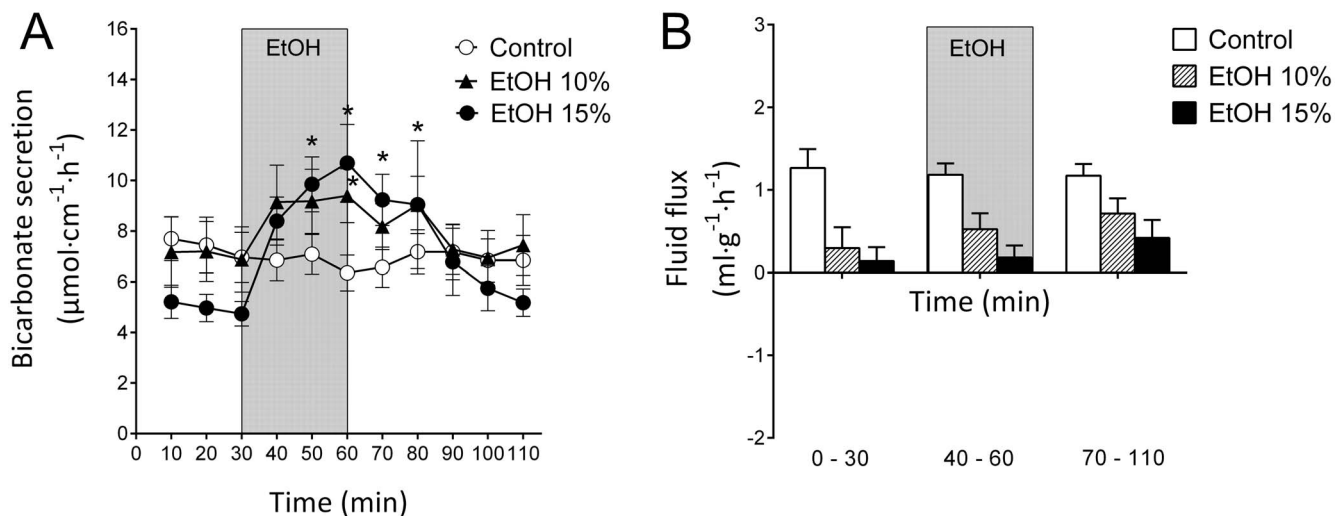 A
Bicarbonate secretion
(µmol·cm⁻¹·h⁻¹)
16
14
12
10
8
6
4
2
0
EtOH
Control
EtOH 10%
EtOH 15%
*
*
*
*
*
0 10 20 30 40 50 60 70 80 90 100 110
Time (min)
B
Fluid flux
(ml·g⁻¹·h⁻¹)
3
2
1
0
-1
-2
EtOH
Control
EtOH 10%
EtOH 15%
Time (min)
0 - 30 40 - 60 70 - 110